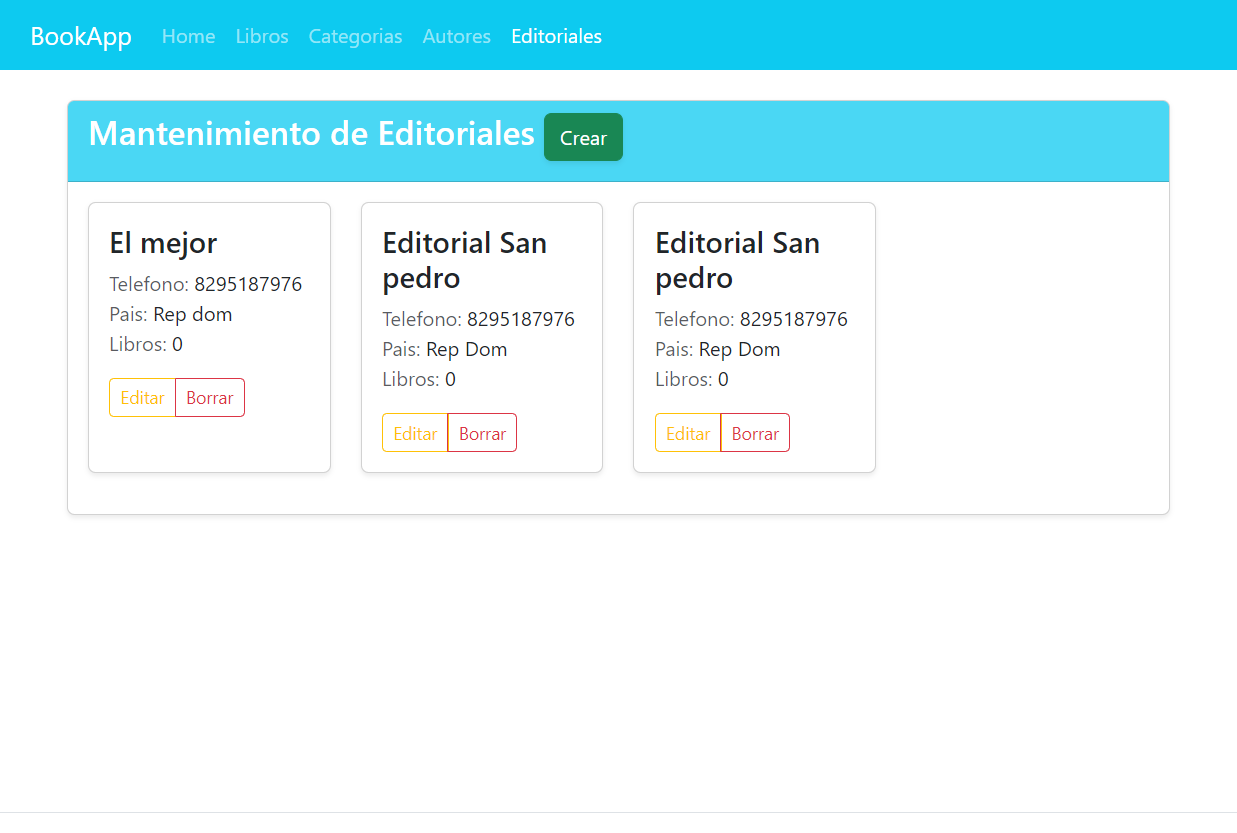 BookApp Home Libros Categorias Autores Editoriales
Mantenimiento de Editoriales Crear
El mejor
Telefono: 8295187976
Pais: Rep dom
Libros: 0
Editar Borrar
Editorial San
pedro
Telefono: 8295187976
Pais: Rep Dom
Libros: 0
Editar Borrar
Editorial San
pedro
Telefono: 8295187976
Pais: Rep Dom
Libros: 0
Editar Borrar